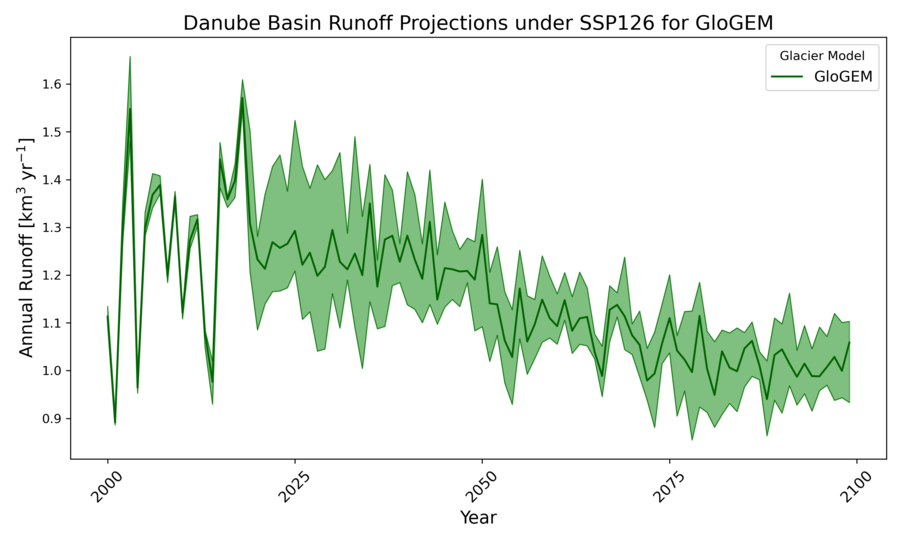 Danube Basin Runoff Projections under SSP126 for GloGEM
Glacier Model
GloGEM
Annual Runoff [km³ yr⁻¹]
1.6
1.5
1.4
1.3
1.2
1.1
1.0
0.9
2000
2025
2050
2075
2100
Year